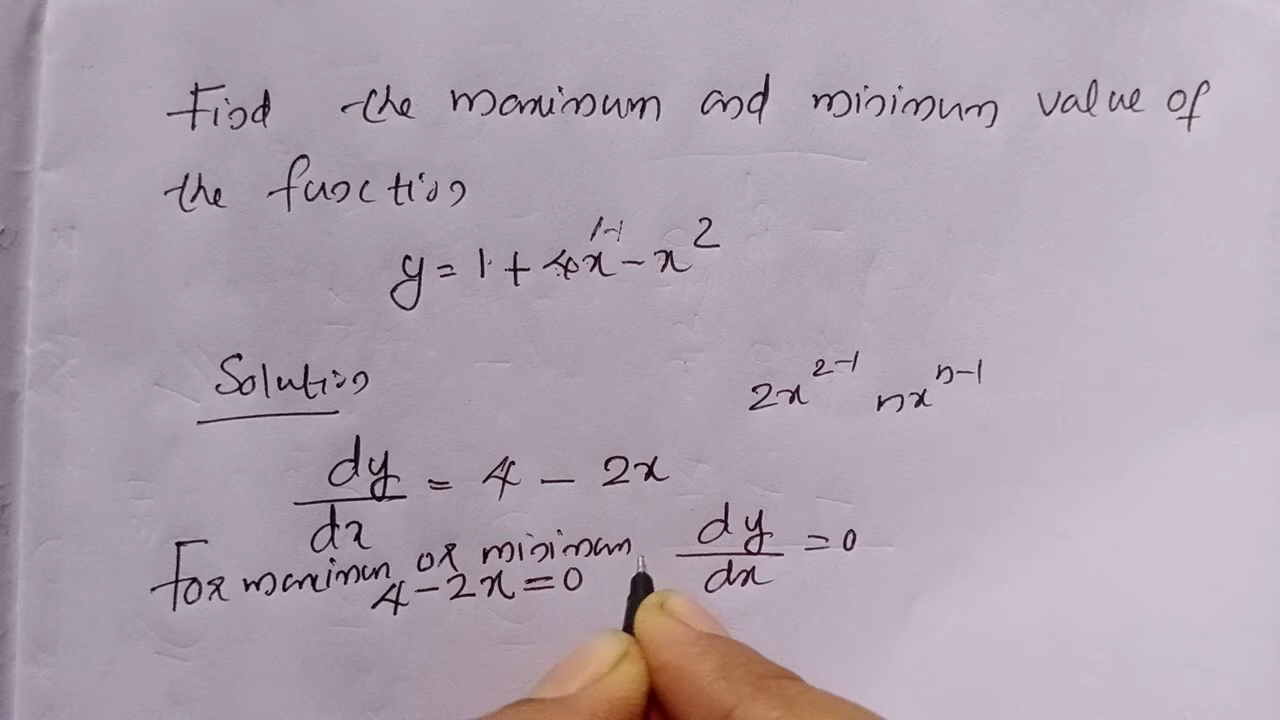 Find the maximum and minimum value of
the function
y = 1 + 4x^{1-1} - x^2
Solution
2x^{2-1} nx^{n-1}
dy/dx = 4 - 2x
For maximum or minimum dy/dx = 0
4 - 2x = 0